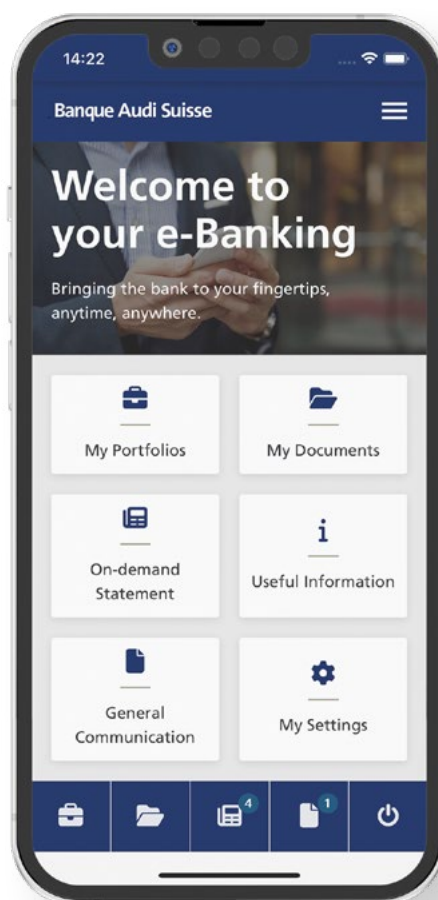 14:22
Banque Audi Suisse
Welcome to
your e-Banking
Bringing the bank to your fingertips,
anytime, anywhere.
My Portfolios
My Documents
On-demand
Statement
Useful Information
General
Communication
My Settings
4
1